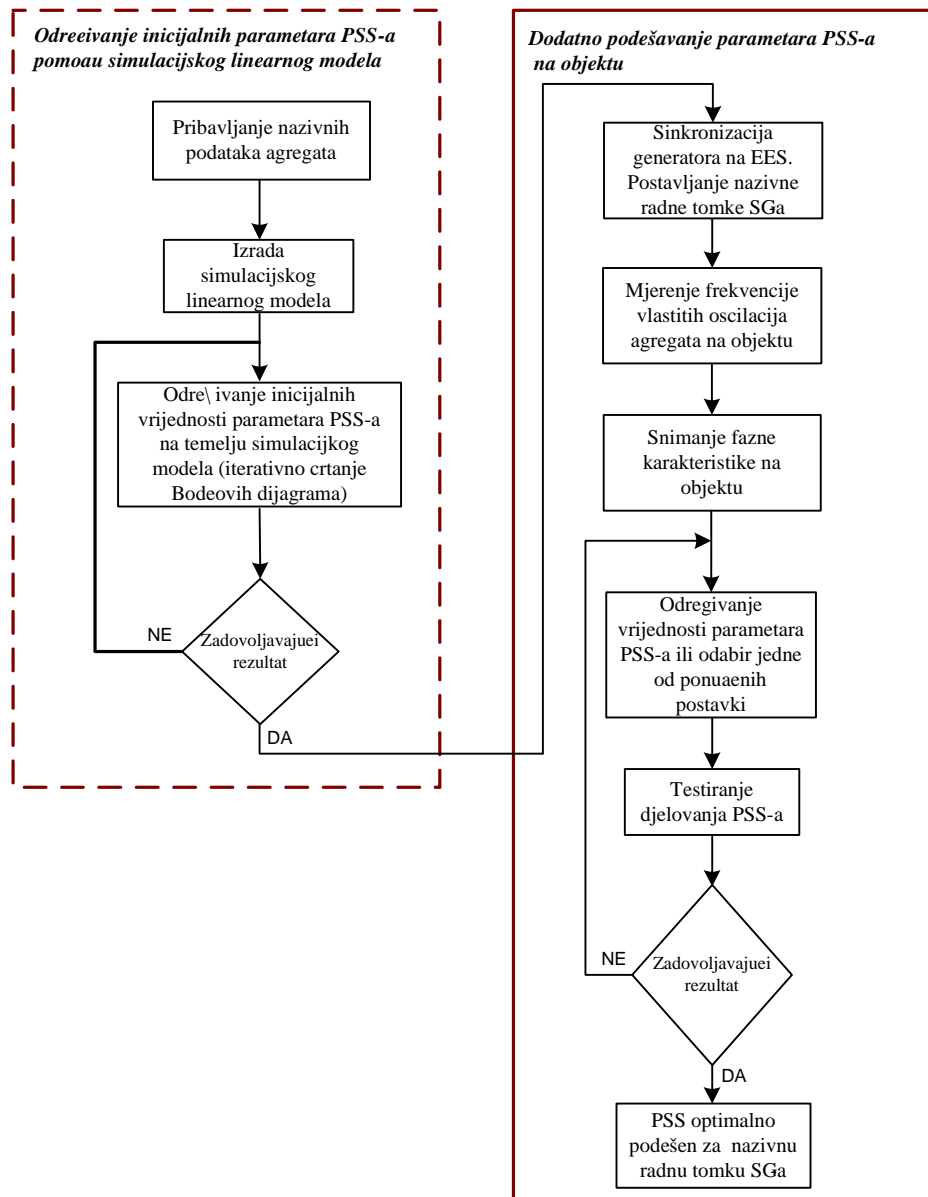 Odreeivanje inicijalnih parametara PSS-a
pomoau simulacijskog linearnog modela
Pribavljanje nazivnih
podataka agregata
Izrada
simulacijskog
linearnog modela
Odre\ ivanje inicijalnih
vrijednosti parametara PSS-a
na temelju simulacijkog
modela (iterativno crtanje
Bodeovih dijagrama)
NE
Zadovoljavajuei
rezultat
DA
Dodatno podešavanje parametara PSS-a
na objektu
Sinkronizacija
generatora na EES.
Postavljanje nazivne
radne tomke SGa
Mjerenje frekvencije
vlastitih oscilacija
agregata na objektu
Snimanje fazne
karakteristike na
objektu
Odregivanje
vrijednosti parametara
PSS-a ili odabir jedne
od ponuaenih
postavki
Testiranje
djelovanja PSS-a
NE
Zadovoljavajuei
rezultat
DA
PSS optimalno
podešen za nazivnu
radnu tomku SGa